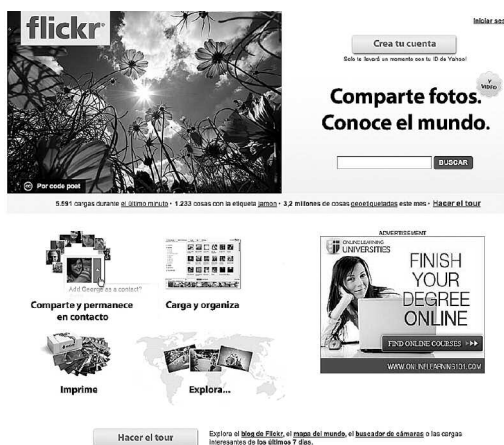 flickr
Iniciar ses
Crea tu cuenta
Solo te llevará un momento con tu ID de Yahoo!
Y VIDEO
Comparte fotos.
Conoce el mundo.
BUSCAR
Por code poet
5.591 cargas durante el último minuto · 1.233 cosas con la etiqueta jamon · 3,2 millones de cosas geoetiquetadas este mes · Hacer el tour
Add George as a contact?
Comparte y permanece
en contacto
Carga y organiza
Imprime
Explora...
ADVERTISEMENT
ONLINE LEARNING
UNIVERSITIES
FINISH
YOUR
DEGREE
ONLINE
FIND ONLINE COURSES
WWW.ONLINELEARNING101.COM
Hacer el tour
Explora el blog de Flickr, el mapa del mundo, el buscador de cámaras o las cargas
interesantes de los últimos 7 días.